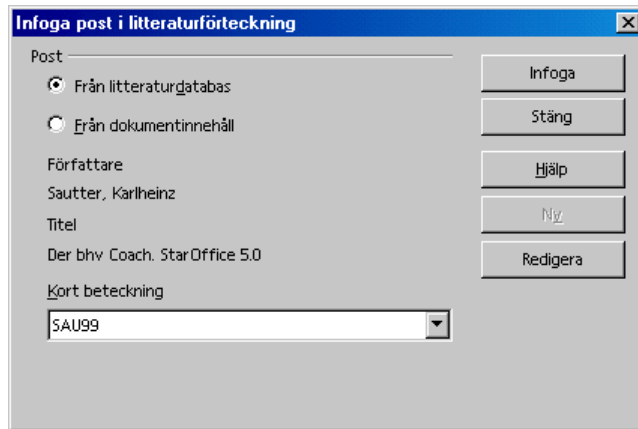 Infoga post i litteraturförteckning
Post
Från litteraturdatabas
Från dokumentinnehåll
Författare
Sautter, Karlheinz
Titel
Der bhv Coach. StarOffice 5.0
Kort beteckning
SAU99
Infoga
Stäng
Hjälp
Ny
Redigera